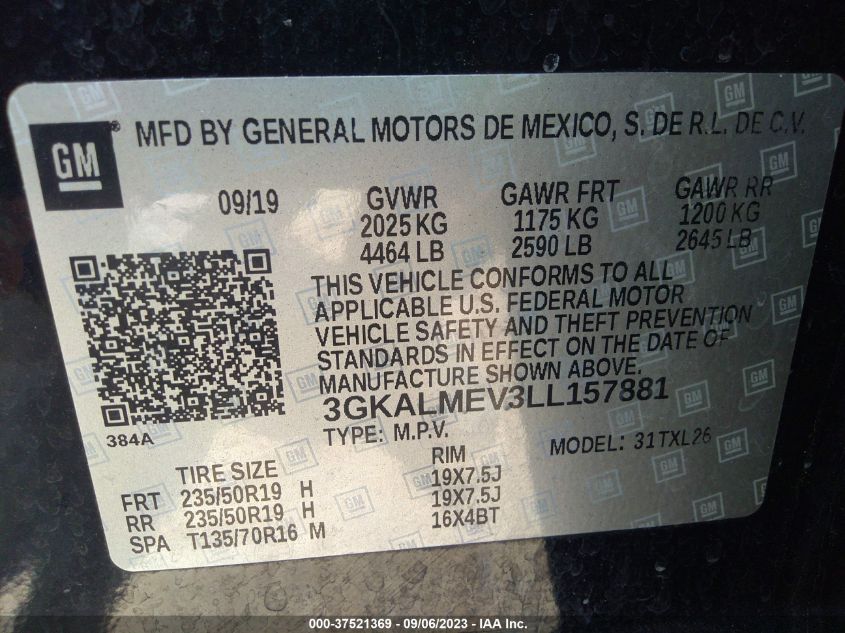 GM ® MFD BY GENERAL MOTORS DE MEXICO, S. DE R.L. DE C.V.
09/19 GVWR GAWR FRT GAWR RR
2025 KG 1175 KG 1200 KG
4464 LB 2590 LB 2645 LB
THIS VEHICLE CONFORMS TO ALL
APPLICABLE U.S. FEDERAL MOTOR
VEHICLE SAFETY AND THEFT PREVENTION
STANDARDS IN EFFECT ON THE DATE OF
MANUFACTURE SHOWN ABOVE.
3GKALMEV3LL157881
384A
TYPE: M.P.V. MODEL: 31TXL26
TIRE SIZE RIM
FRT 235/50R19 H 19X7.5J
RR 235/50R19 H 19X7.5J
SPA T135/70R16 M 16X4BT
000-37521369 - 09/06/2023 - IAA Inc.